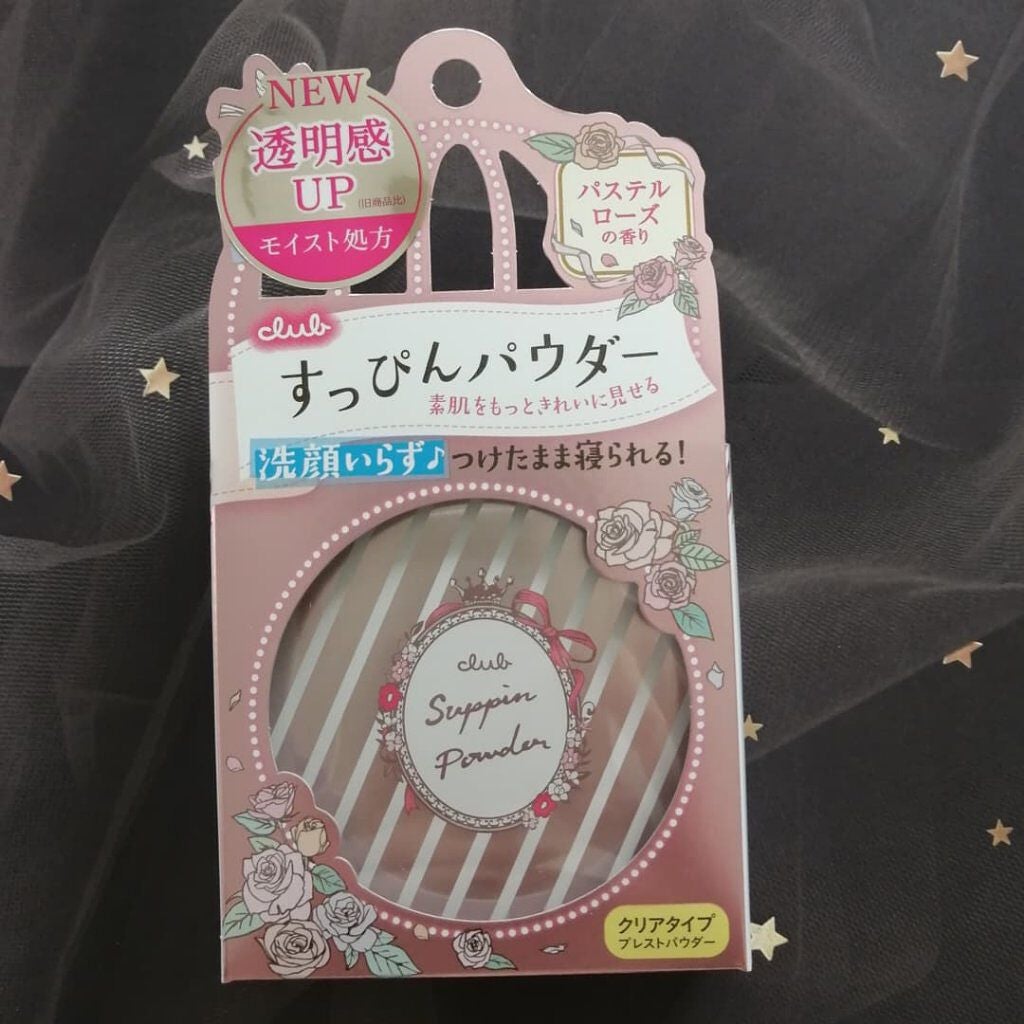 NEW
透明感
UP (旧商品比)
モイスト処方
パステル
ローズ
の香り
club
すっぴんパウダー
素肌をもっときれいに見せる
洗顔いらず♪つけたまま寝られる!
club
Suppin
Powder
クリアタイプ
プレストパウダー